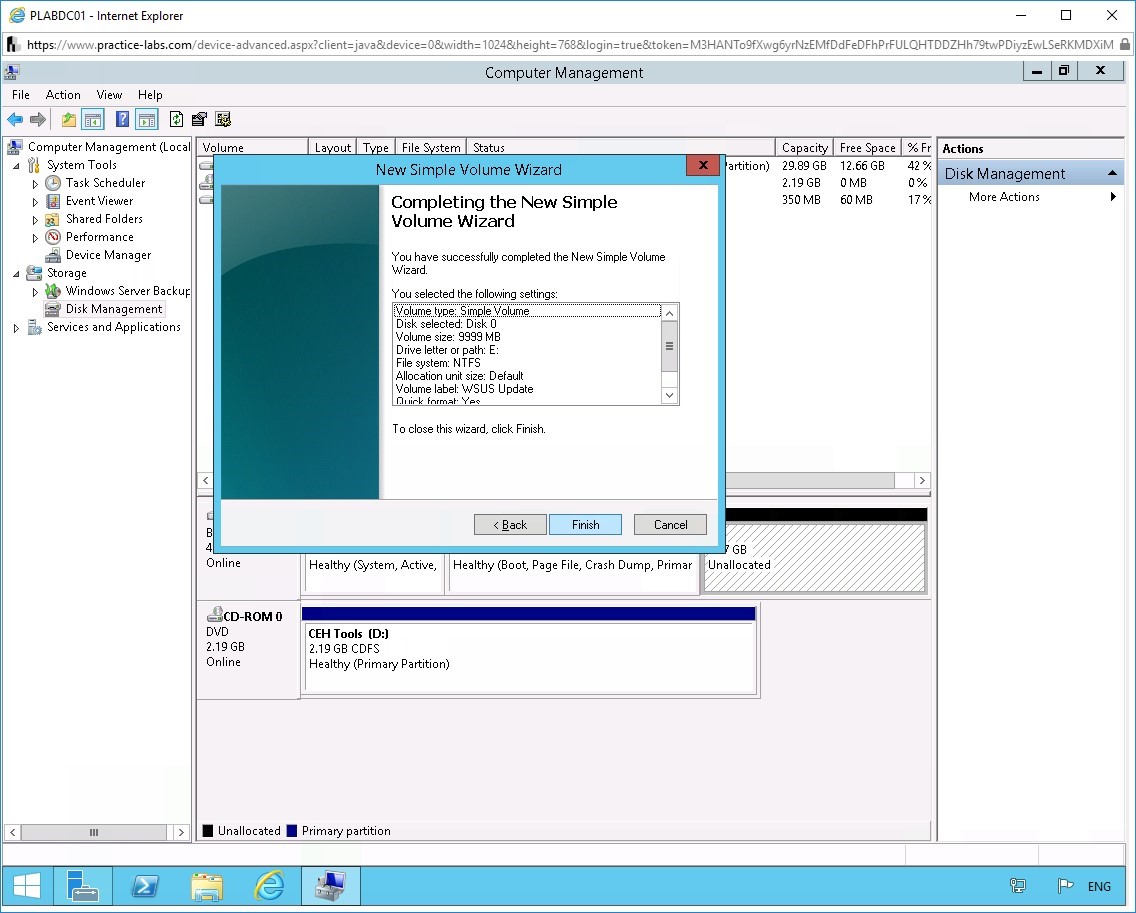 PLABDC01 - Internet Explorer
https://www.practice-labs.com/device-advanced.aspx?client=java&device=0&width=1024&height=768&login=true&token=M3HANTo9fXwg6yrNzEMfDdFeDFhPrFULQHTDDZHh79twPDiyzEwLSeRKMDXiM
Computer Management
File Action View Help
Computer Management (Local
System Tools
Task Scheduler
Event Viewer
Shared Folders
Performance
Device Manager
Storage
Windows Server Backup
Disk Management
Services and Applications
Volume Layout Type File System Status Capacity Free Space % Fr
Partition) 29.89 GB 12.66 GB 42 %
2.19 GB 0 MB 0 %
350 MB 60 MB 17 %
Actions
Disk Management
More Actions
New Simple Volume Wizard
X
Completing the New Simple
Volume Wizard
You have successfully completed the New Simple Volume
Wizard.
You selected the following settings:
Volume type: Simple Volume
Disk selected: Disk 0
Volume size: 9999 MB
Drive letter or path: E:
File system: NTFS
Allocation unit size: Default
Volume label: WSUS Update
Quick format: Yes
To close this wizard, click Finish.
< Back Finish Cancel
B
4
Online
Healthy (System, Active,
Healthy (Boot, Page File, Crash Dump, Primar
7 GB
Unallocated
CD-ROM 0
DVD
2.19 GB
Online
CEH Tools (D:)
2.19 GB CDFS
Healthy (Primary Partition)
Unallocated Primary partition
ENG